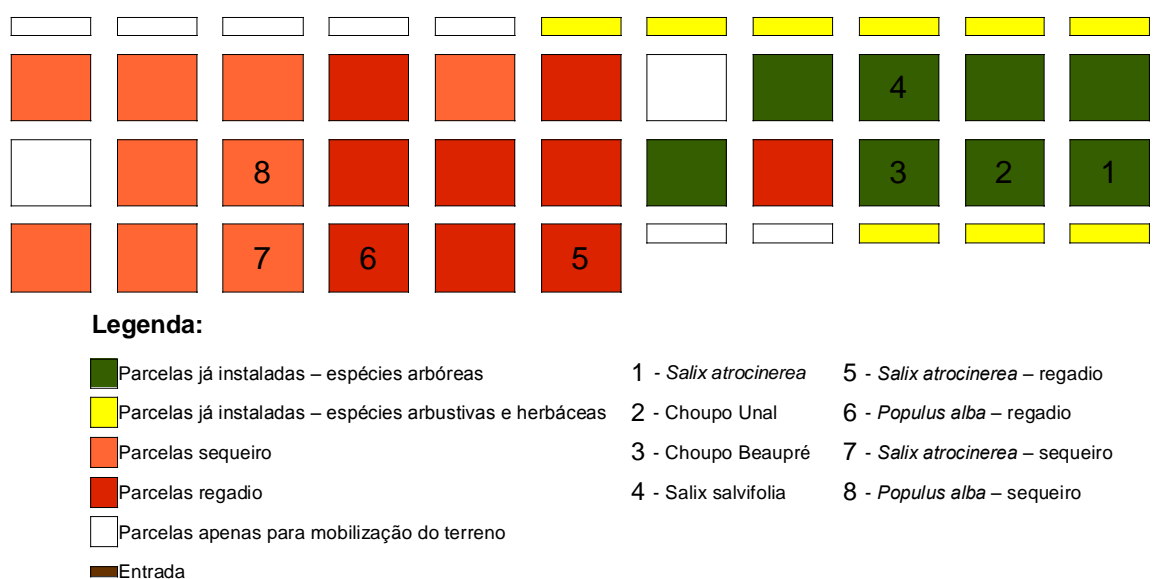 4
8
3
2
1
7
6
5
Legenda:
Parcelas já instaladas – espécies arbóreas
Parcelas já instaladas – espécies arbustivas e herbáceas
Parcelas sequeiro
Parcelas regadio
Parcelas apenas para mobilização do terreno
Entrada
1 - Salix atrocinerea
2 - Choupo Unal
3 - Choupo Beaupré
4 - Salix salvifolia
5 - Salix atrocinerea – regadio
6 - Populus alba – regadio
7 - Salix atrocinerea – sequeiro
8 - Populus alba – sequeiro